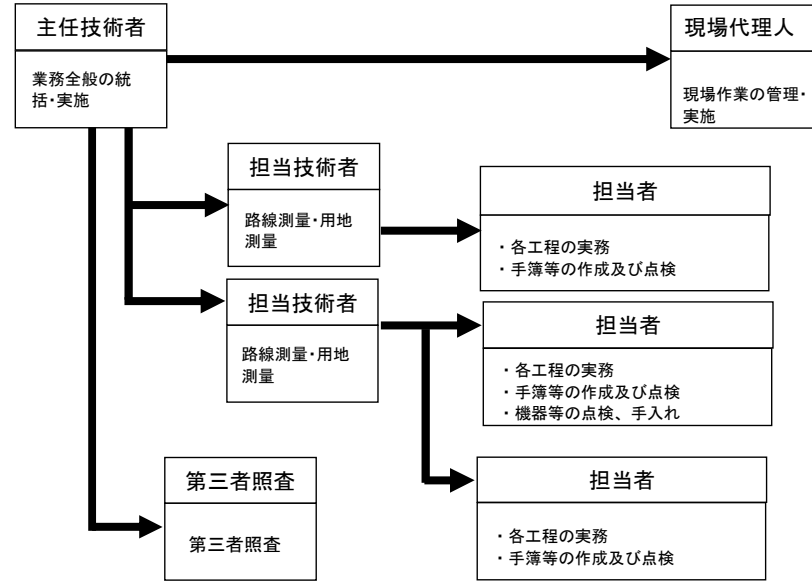 主任技術者
業務全般の統
括・実施
現場代理人
現場作業の管理・
実施
担当技術者
路線測量・用地
測量
担当者
・各工程の実務
・手簿等の作成及び点検
担当技術者
路線測量・用地
測量
担当者
・各工程の実務
・手簿等の作成及び点検
・機器等の点検、手入れ
第三者照査
第三者照査
担当者
・各工程の実務
・手簿等の作成及び点検